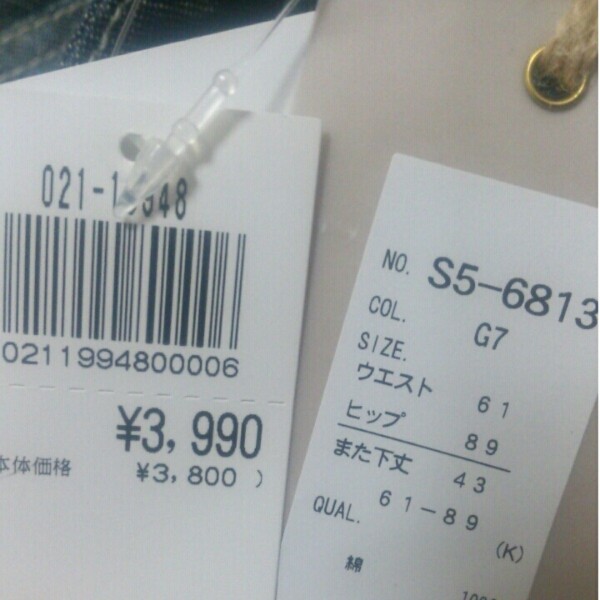 021-1
948
0211994800006
¥3,990
本体価格 ¥3,800 )
NO. S5-6813
COL. G7
SIZE.
ウエスト 61
ヒップ 89
また下丈 43
61-89
QUAL. (K)
綿